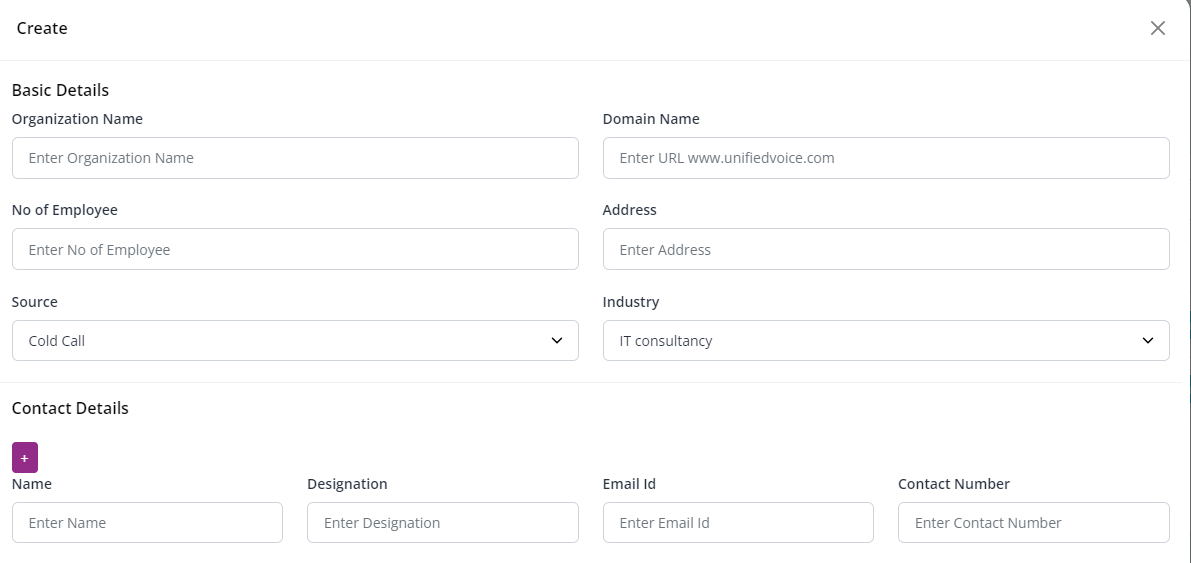 Create
Basic Details
Organization Name Domain Name
Enter Organization Name Enter URL www.unifiedvoice.com
No of Employee Address
Enter No of Employee Enter Address
Source Industry
Cold Call IT consultancy
Contact Details
+
Name Designation Email Id Contact Number
Enter Name Enter Designation Enter Email Id Enter Contact Number